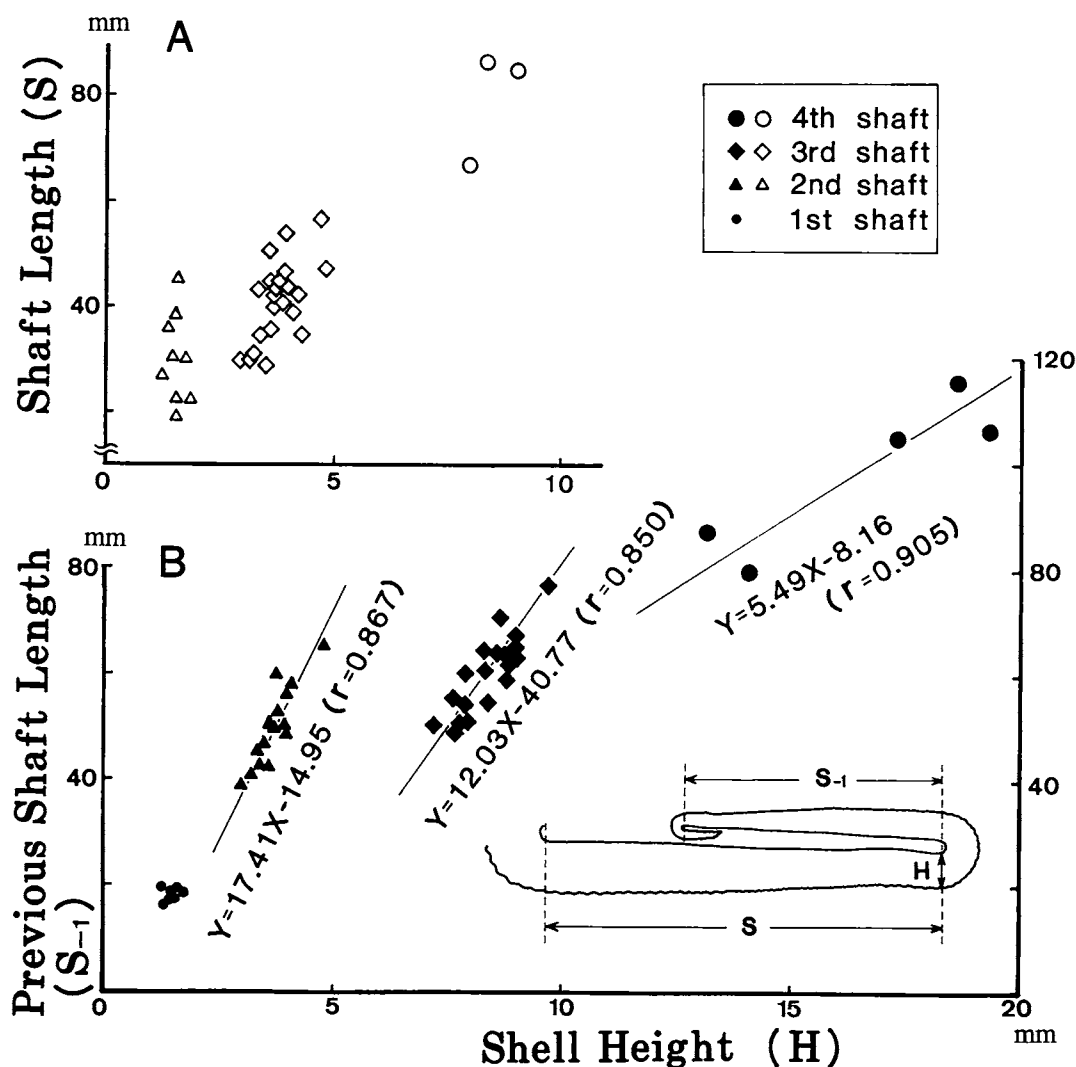 mm
A
Shaft Length (S)
80
40
0
5
10
4th shaft
3rd shaft
2nd shaft
1st shaft
mm
B
Previous Shaft Length
(S-1)
80
40
0
5
10
15
20
mm
120
80
40
Y=17.41X-14.95 (r=0.867)
Y=12.03X-40.77 (r=0.850)
Y=5.49X-8.16
(r=0.905)
S-1
H
S
Shell Height (H)